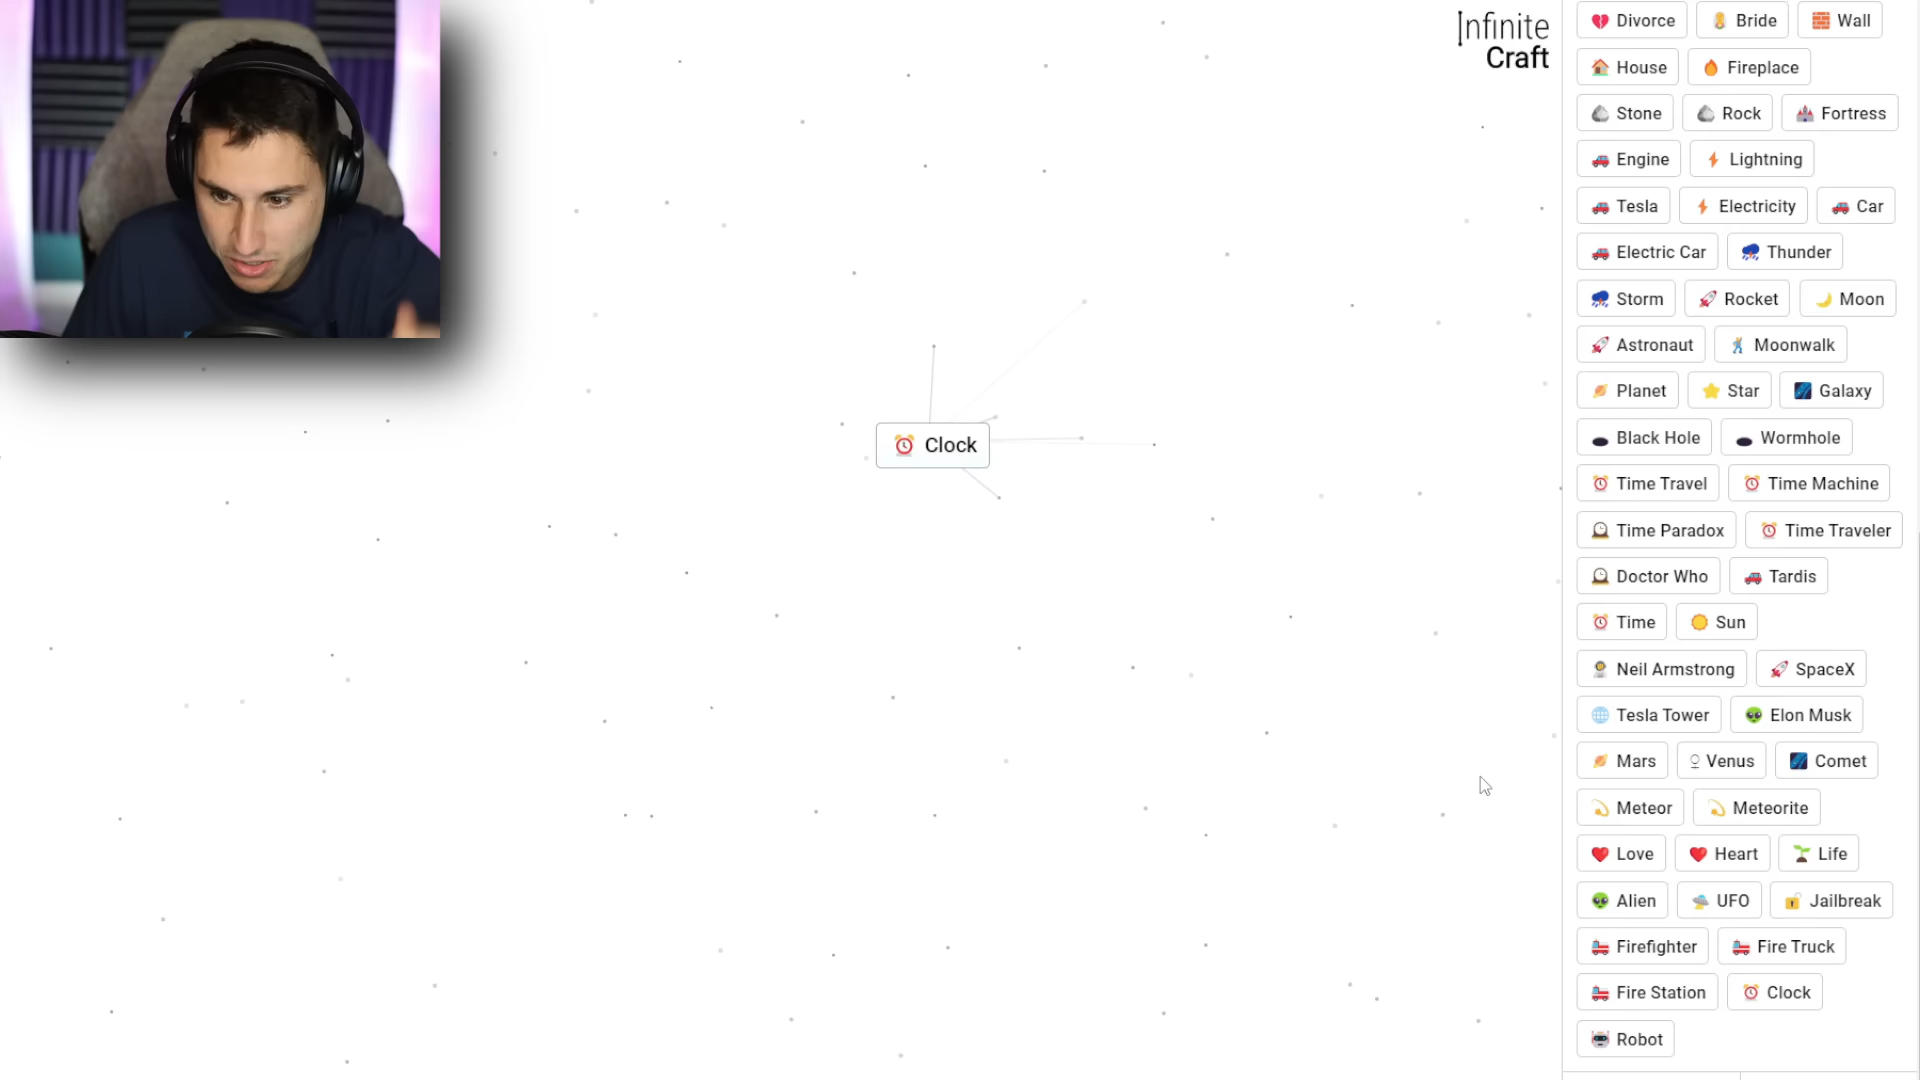 Infinite
Craft
Clock
Divorce Bride Wall
House Fireplace
Stone Rock Fortress
Engine Lightning
Tesla Electricity Car
Electric Car Thunder
Storm Rocket Moon
Astronaut Moonwalk
Planet Star Galaxy
Black Hole Wormhole
Time Travel Time Machine
Time Paradox Time Traveler
Doctor Who Tardis
Time Sun
Neil Armstrong SpaceX
Tesla Tower Elon Musk
Mars Venus Comet
Meteor Meteorite
Love Heart Life
Alien UFO Jailbreak
Firefighter Fire Truck
Fire Station Clock
Robot